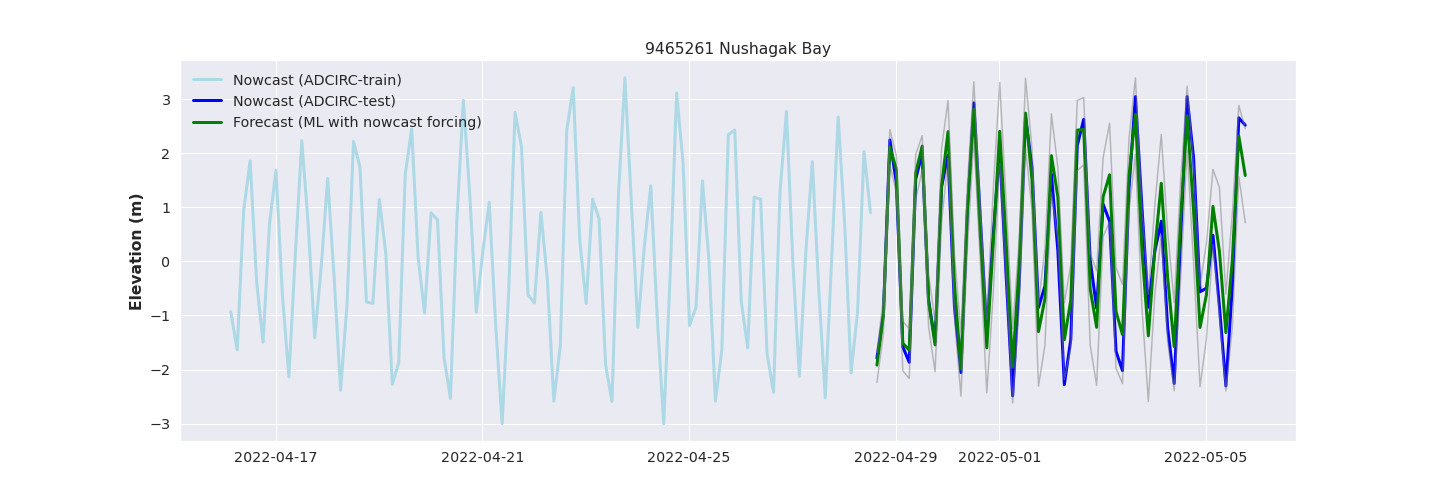 9465261 Nushagak Bay
Nowcast (ADCIRC-train)
Nowcast (ADCIRC-test)
Forecast (ML with nowcast forcing)
Elevation (m)
3
2
1
0
−1
−2
−3
2022-04-17 2022-04-21 2022-04-25 2022-04-29 2022-05-01 2022-05-05